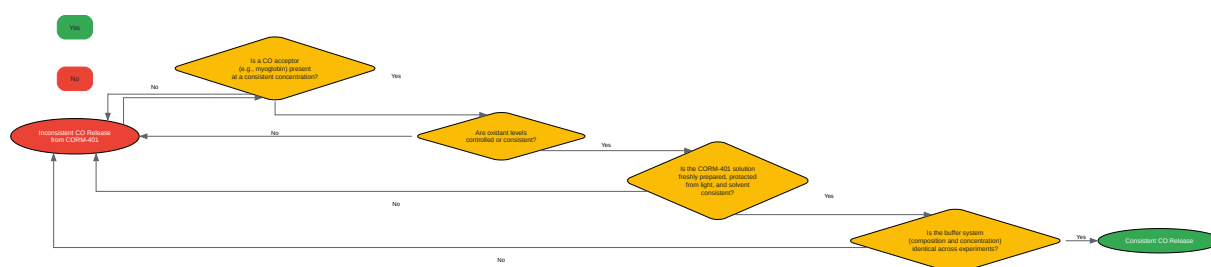 Yes
Is a CO acceptor
(e.g., myoglobin) present
at a consistent concentration?
Yes
No
No
Inconsistent CO Release
from CORM-401
No
Are oxidant levels
controlled or consistent?
Yes
Is the CORM-401 solution
freshly prepared, protected
from light, and solvent
consistent?
No
Yes
Is the buffer system
(composition and concentration)
identical across experiments?
Yes
Consistent CO Release
No